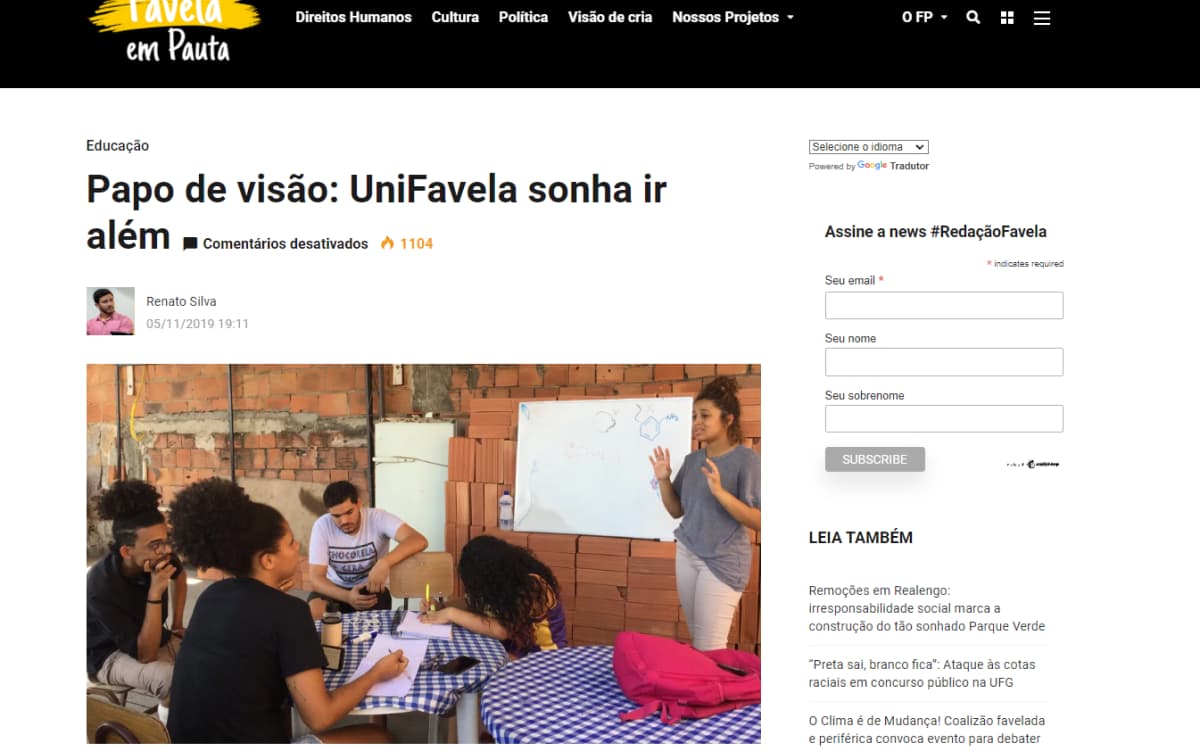 Favela
em Pauta
Direitos Humanos Cultura Política Visão de cria Nossos Projetos O FP
Educação
Papo de visão: UniFavela sonha ir
além Comentários desativados 1104
Renato Silva
05/11/2019 19:11
CHOCOLELA
Selecione o idioma
Powered by Google Tradutor
Assine a news #RedaçãoFavela
* indicates required
Seu email *
Seu nome
Seu sobrenome
SUBSCRIBE
LEIA TAMBÉM
Remoções em Realengo:
irresponsabilidade social marca a
construção do tão sonhado Parque Verde
“Preta sai, branco fica”: Ataque às cotas
raciais em concurso público na UFG
O Clima é de Mudança! Coalizão favelada
e periférica convoca evento para debater